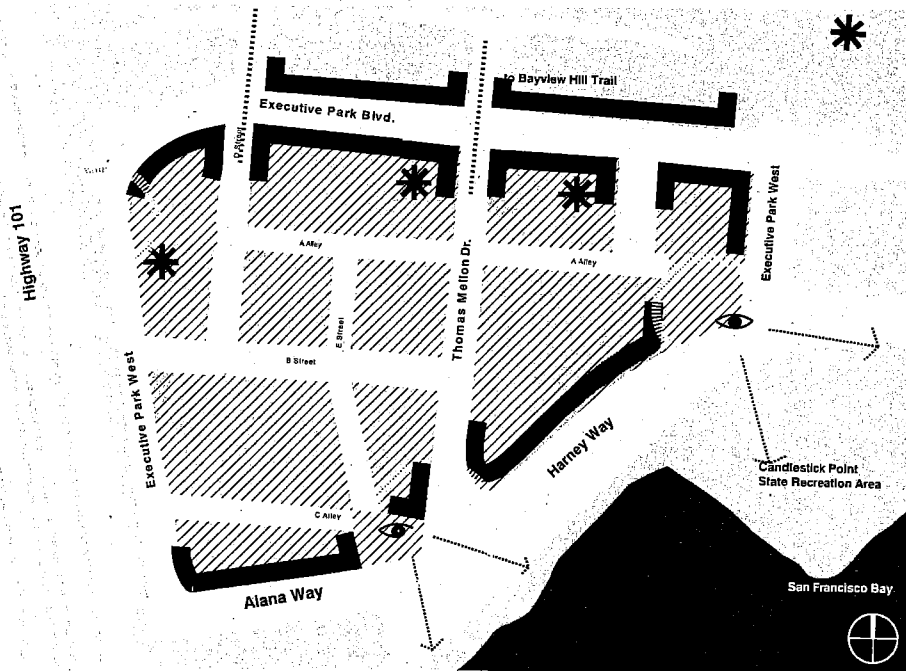 to Bayview Hill Trail
Executive Park Blvd.
D Street
Highway 101
Executive Park West
A Alley
A Alley
Thomas Mellon Dr.
E Street
B Street
Executive Park West
Harney Way
Candlestick Point
State Recreation Area
C Alley
San Francisco Bay
Alana Way